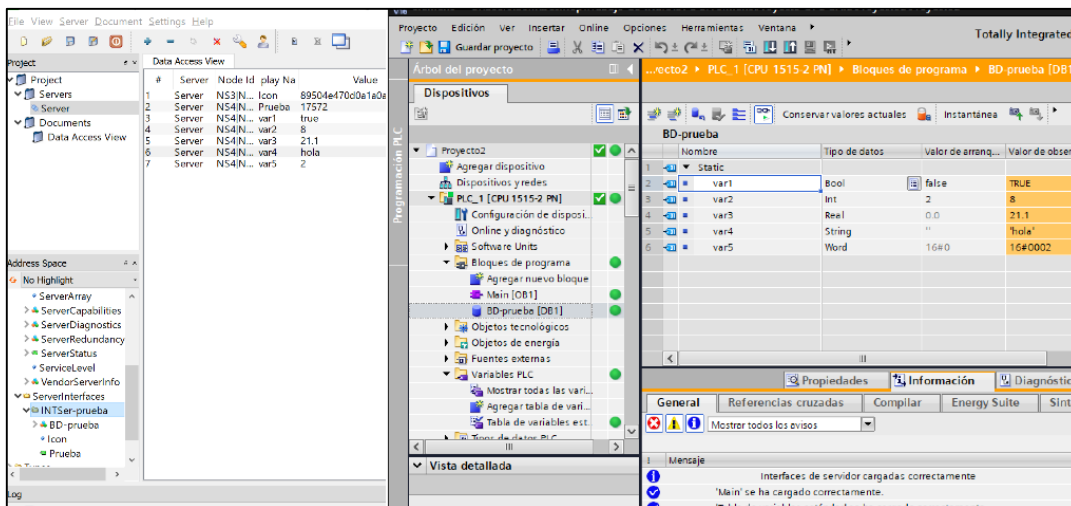 File View Server Document Settings Help
Project
Project
Servers
Server
Documents
Data Access View
Address Space
No Highlight
ServerArray
ServerCapabilities
ServerDiagnostics
ServerRedundancy
ServerStatus
ServiceLevel
VendorServerInfo
ServerInterfaces
INTSer-prueba
BD-prueba
Icon
Prueba
Log
Data Access View
# Server Node Id play Na Value
1 Server NS3|N... Icon 89504e470d0a1a0a
2 Server NS4|N... Prueba 17572
3 Server NS4|N... var1 true
4 Server NS4|N... var2 8
5 Server NS4|N... var3 21.1
6 Server NS4|N... var4 hola
7 Server NS4|N... var5 2
Proyecto Edición Ver Insertar Online Opciones Herramientas Ventana
Totally Integrated
Guardar proyecto
Árbol del proyecto
Dispositivos
Programación PLC
Proyecto2
Agregar dispositivo
Dispositivos y redes
PLC_1 [CPU 1515-2 PN]
Configuración de disposi...
Online y diagnóstico
Software Units
Bloques de programa
Agregar nuevo bloque
Main [OB1]
BD-prueba [DB1]
Objetos tecnológicos
Objetos de energía
Fuentes externas
Variables PLC
Mostrar todas las vari...
Agregar tabla de vari...
Tabla de variables est...
Tipos de datos PLC
Vista detallada
...yecto2 PLC_1 [CPU 1515-2 PN] Bloques de programa BD-prueba [DB1
Conservar valores actuales Instantánea
BD-prueba
Nombre Tipo de datos Valor de arranq... Valor de obser
1 Static
2 var1 Bool false TRUE
3 var2 Int 2 8
4 var3 Real 0.0 21.1
5 var4 String '' 'hola'
6 var5 Word 16#0 16#0002
Propiedades Información Diagnóstic
General Referencias cruzadas Compilar Energy Suite Sint
Mostrar todos los avisos
! Mensaje
Interfaces de servidor cargadas correctamente
'Main' se ha cargado correctamente.